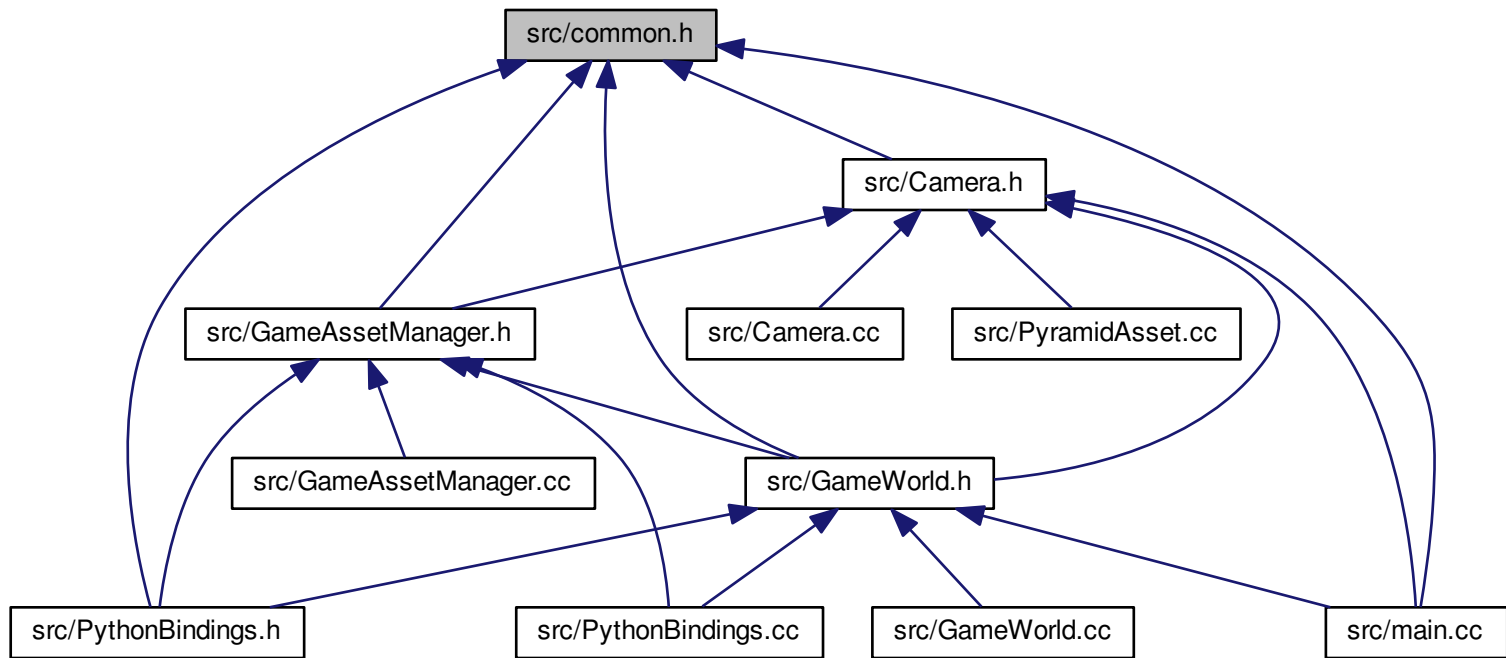 src/common.h
src/Camera.h
src/GameAssetManager.h
src/Camera.cc
src/PyramidAsset.cc
src/GameAssetManager.cc
src/GameWorld.h
src/PythonBindings.h
src/PythonBindings.cc
src/GameWorld.cc
src/main.cc